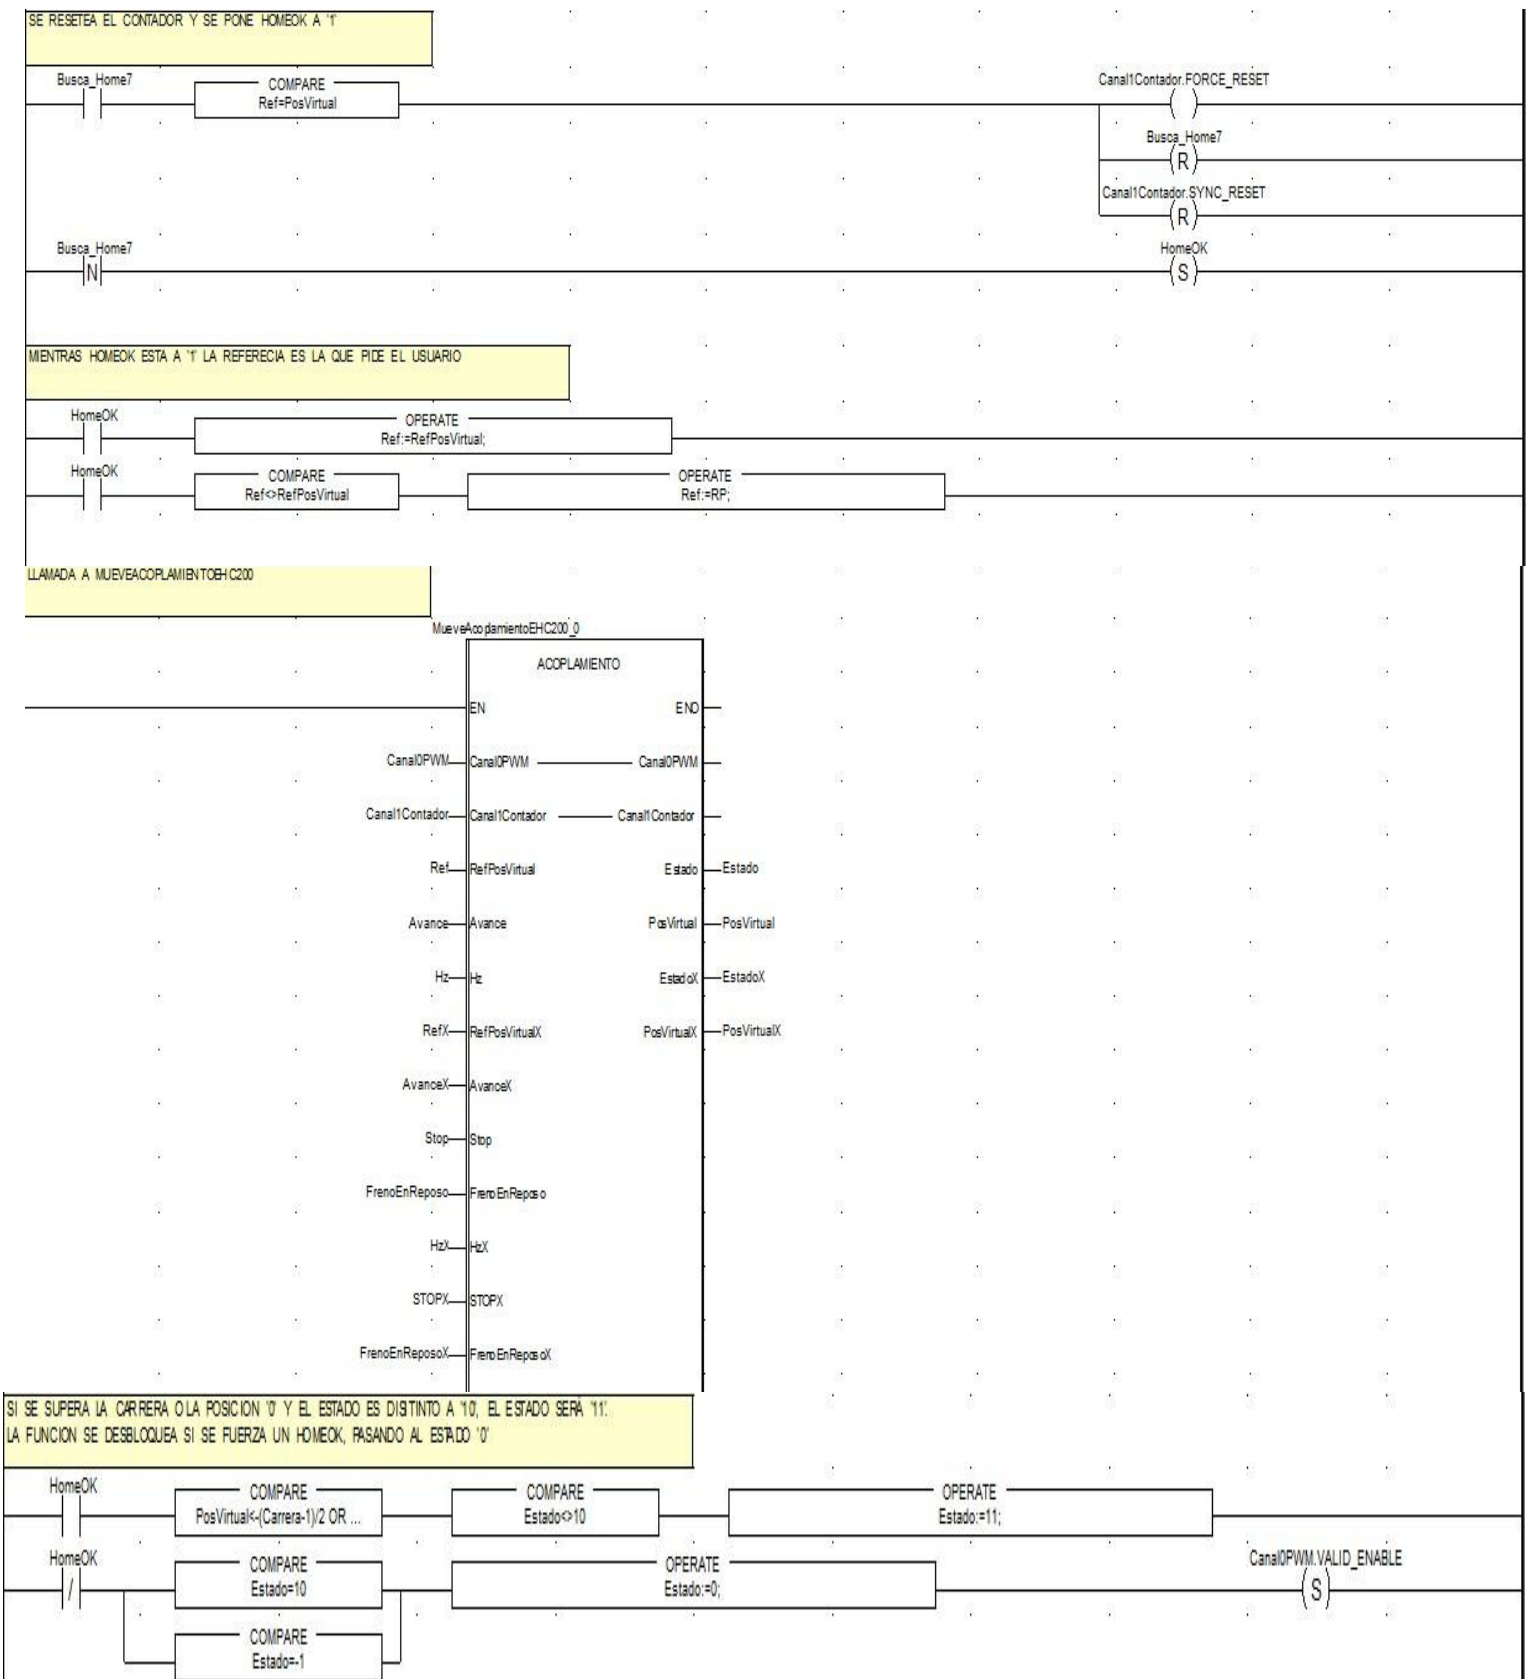 SE RESETEA EL CONTADOR Y SE PONE HOMEOK A '1'
Busca_Home7
COMPARE
Ref=PosVirtual
Canal1Contador.FORCE_RESET
Busca_Home7
R
Canal1Contador.SYNC_RESET
R
Busca_Home7
N
HomeOK
S
MIENTRAS HOMEOK ESTA A '1' LA REFERECIA ES LA QUE PIDE EL USUARIO
HomeOK
OPERATE
Ref:=RefPosVirtual;
HomeOK
COMPARE
Ref<>RefPosVirtual
OPERATE
Ref:=RP;
LLAMADA A MUEVEACOPLAMIENTOEHC200
MueveAcoplamientoEHC200_0
ACOPLAMIENTO
EN ENO
Canal0PWM Canal0PWM Canal0PWM
Canal1Contador Canal1Contador Canal1Contador
Ref RefPosVirtual Estado Estado
Avance Avance PosVirtual PosVirtual
Hz Hz EstadoX EstadoX
RefX RefPosVirtualX PosVirtualX PosVirtualX
AvanceX AvanceX
Stop Stop
FrenoEnReposo FrenoEnReposo
HzX HzX
STOPX STOPX
FrenoEnReposoX FrenoEnReposoX
SI SE SUPERA LA CARRERA O LA POSICION '0' Y EL ESTADO ES DISTINTO A '10', EL ESTADO SERÁ '11'.
LA FUNCION SE DESBLOQUEA SI SE FUERZA UN HOMEOK, PASANDO AL ESTADO '0'
HomeOK
COMPARE
PosVirtual<-(Carrera-1)/2 OR ...
COMPARE
Estado<>10
OPERATE
Estado:=11;
HomeOK
/
COMPARE
Estado=10
OPERATE
Estado:=0;
Canal0PWM.VALID_ENABLE
S
COMPARE
Estado=-1